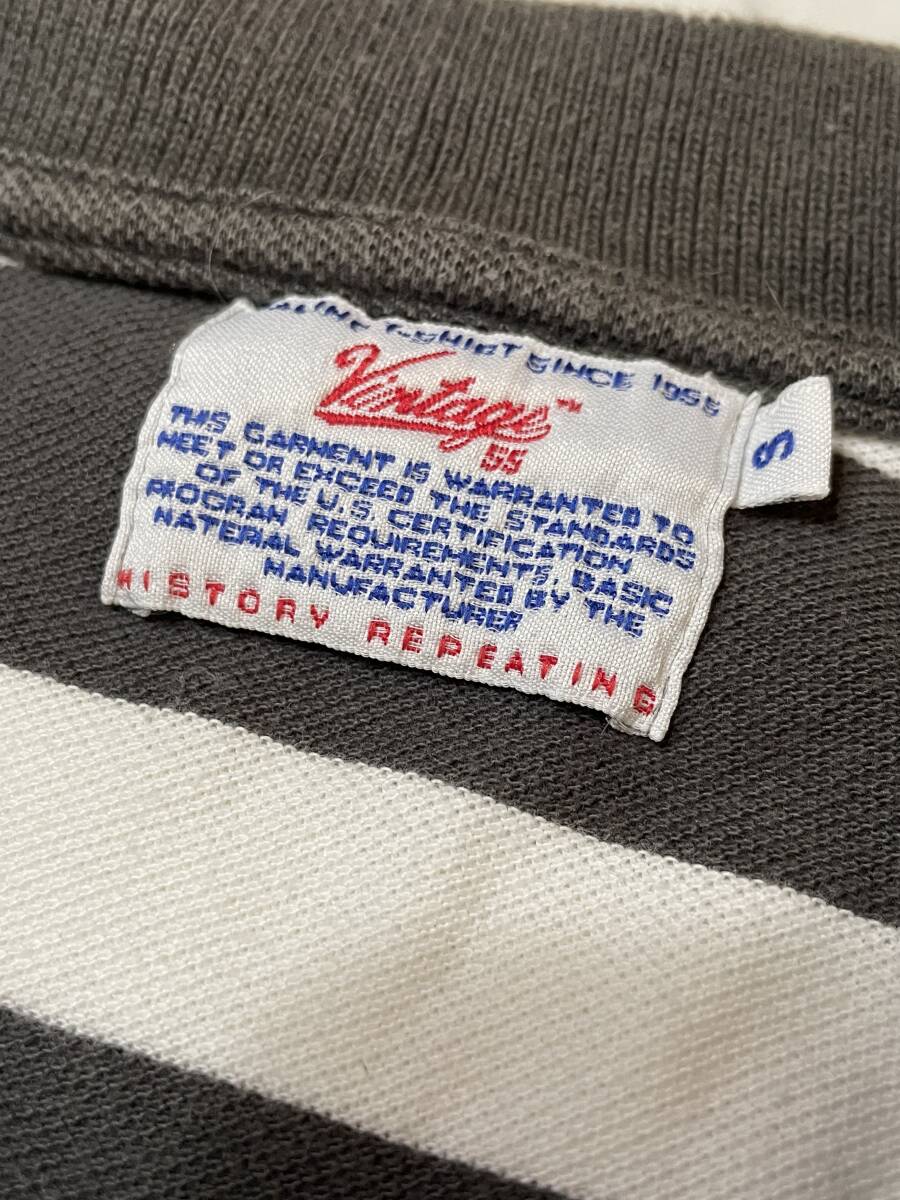 T-SHIRT SINCE 1955
Vintage™
55
THIS GARMENT IS WARRANTED TO
MEET OR EXCEED THE STANDARDS
OF THE U.S. CERTIFICATION
PROGRAM REQUIREMENTS. BASIC
MATERIAL WARRANTED BY THE
MANUFACTURER
HISTORY REPEATING
S